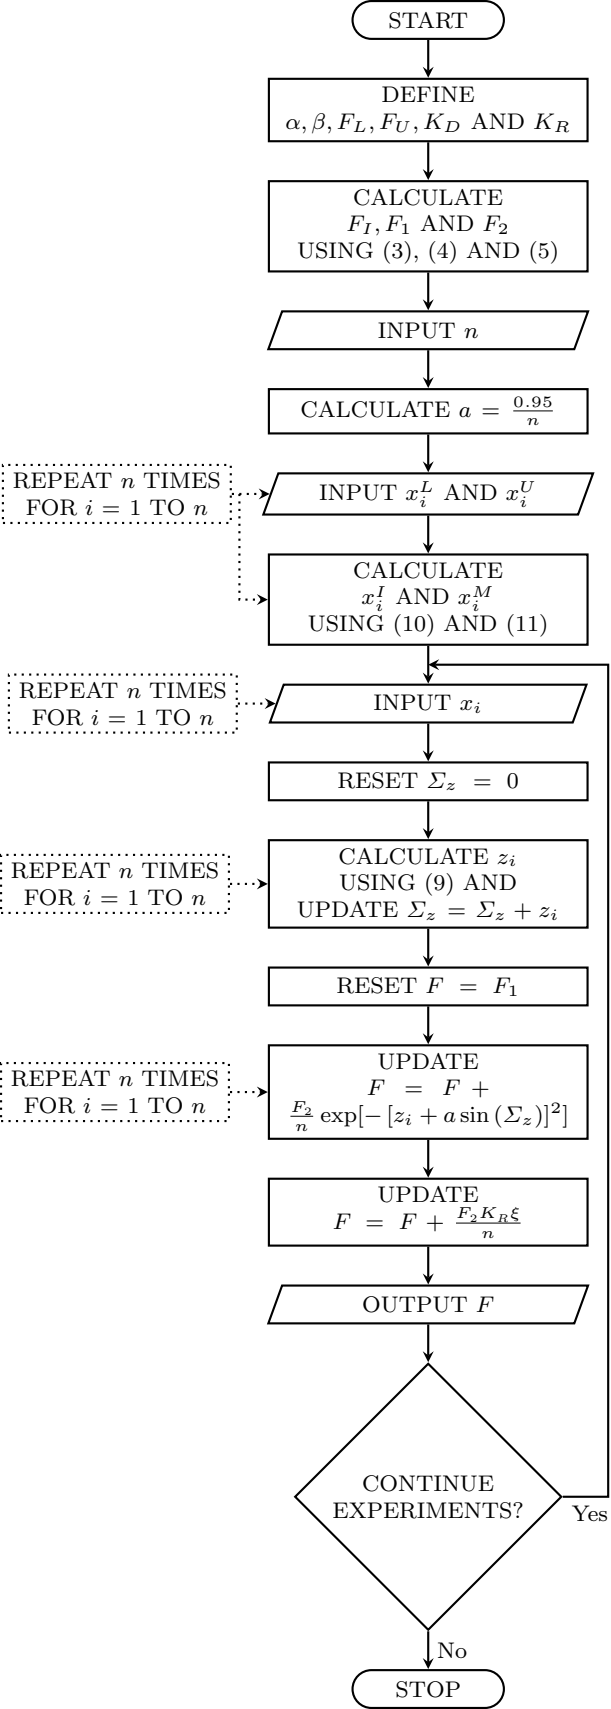 START
DEFINE
α, β, F_L, F_U, K_D AND K_R
CALCULATE
F_I, F_1 AND F_2
USING (3), (4) AND (5)
INPUT n
CALCULATE a = 0.95/n
REPEAT n TIMES
FOR i = 1 TO n
INPUT x_i^L AND x_i^U
CALCULATE
x_i^I AND x_i^M
USING (10) AND (11)
REPEAT n TIMES
FOR i = 1 TO n
INPUT x_i
RESET Σ_z = 0
REPEAT n TIMES
FOR i = 1 TO n
CALCULATE z_i
USING (9) AND
UPDATE Σ_z = Σ_z + z_i
RESET F = F_1
REPEAT n TIMES
FOR i = 1 TO n
UPDATE
F = F +
F_2/n exp[−[z_i + a sin (Σ_z)]^2]
UPDATE
F = F + F_2 K_R ξ/n
OUTPUT F
CONTINUE
EXPERIMENTS?
Yes
No
STOP